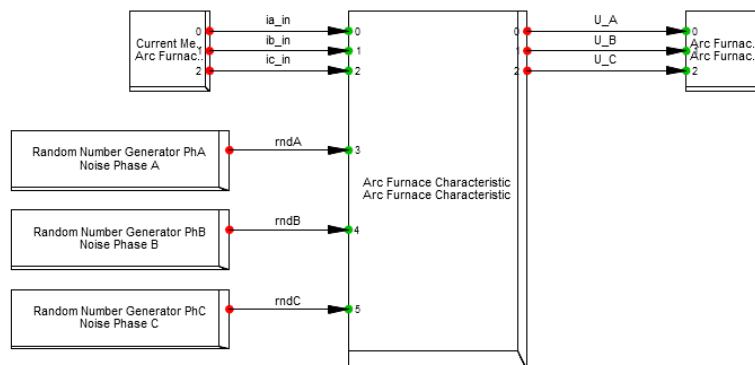 ia_in
ib_in
ic_in
0
1
2
Current Me..
Arc Furnac..
0
1
2
3
4
5
Arc Furnace Characteristic
Arc Furnace Characteristic
0
1
2
U_A
U_B
U_C
0
1
2
Arc Furnac..
Arc Furnac..
Random Number Generator PhA
Noise Phase A
rndA
Random Number Generator PhB
Noise Phase B
rndB
Random Number Generator PhC
Noise Phase C
rndC